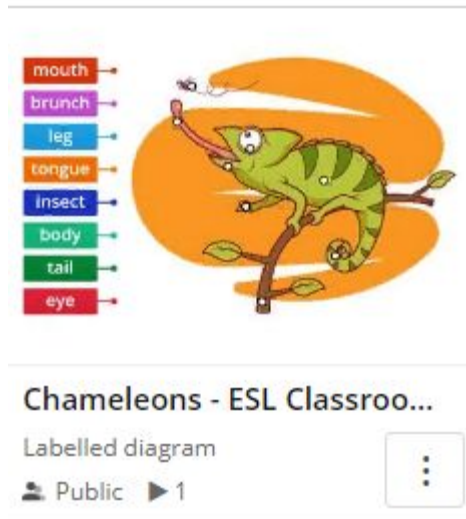 mouth
brunch
leg
tongue
insect
body
tail
eye
Chameleons - ESL Classroo...
Labelled diagram
Public 1